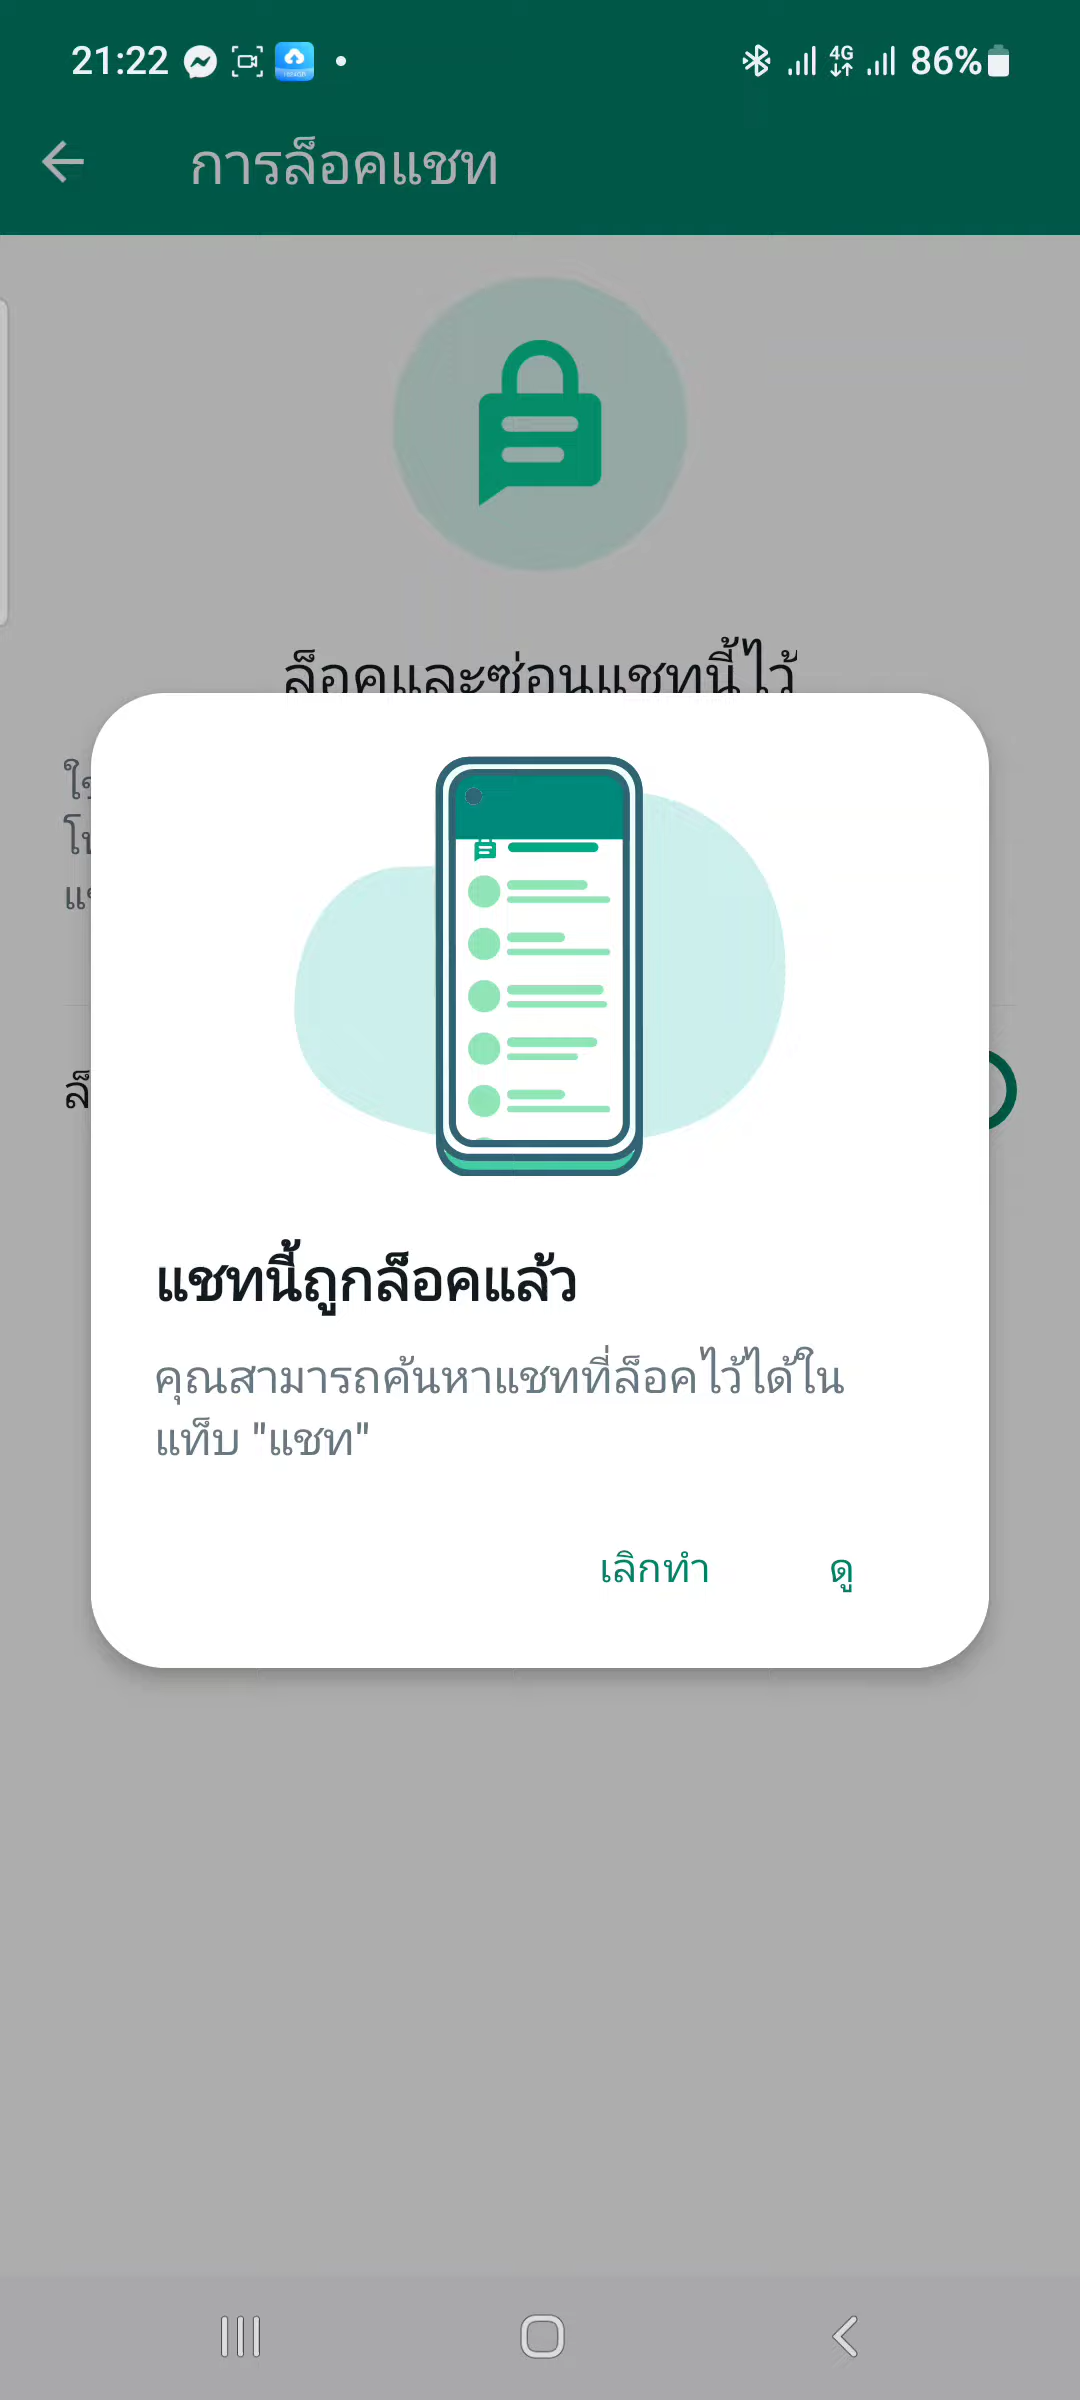 21:22 4G 86%
การล็อคแชท
ล็อคและซ่อนแชทนี้ไว้
แชทนี้ถูกล็อคแล้ว
คุณสามารถค้นหาแชทที่ล็อคไว้ได้ใน
แท็บ "แชท"
เลิกทำ ดู